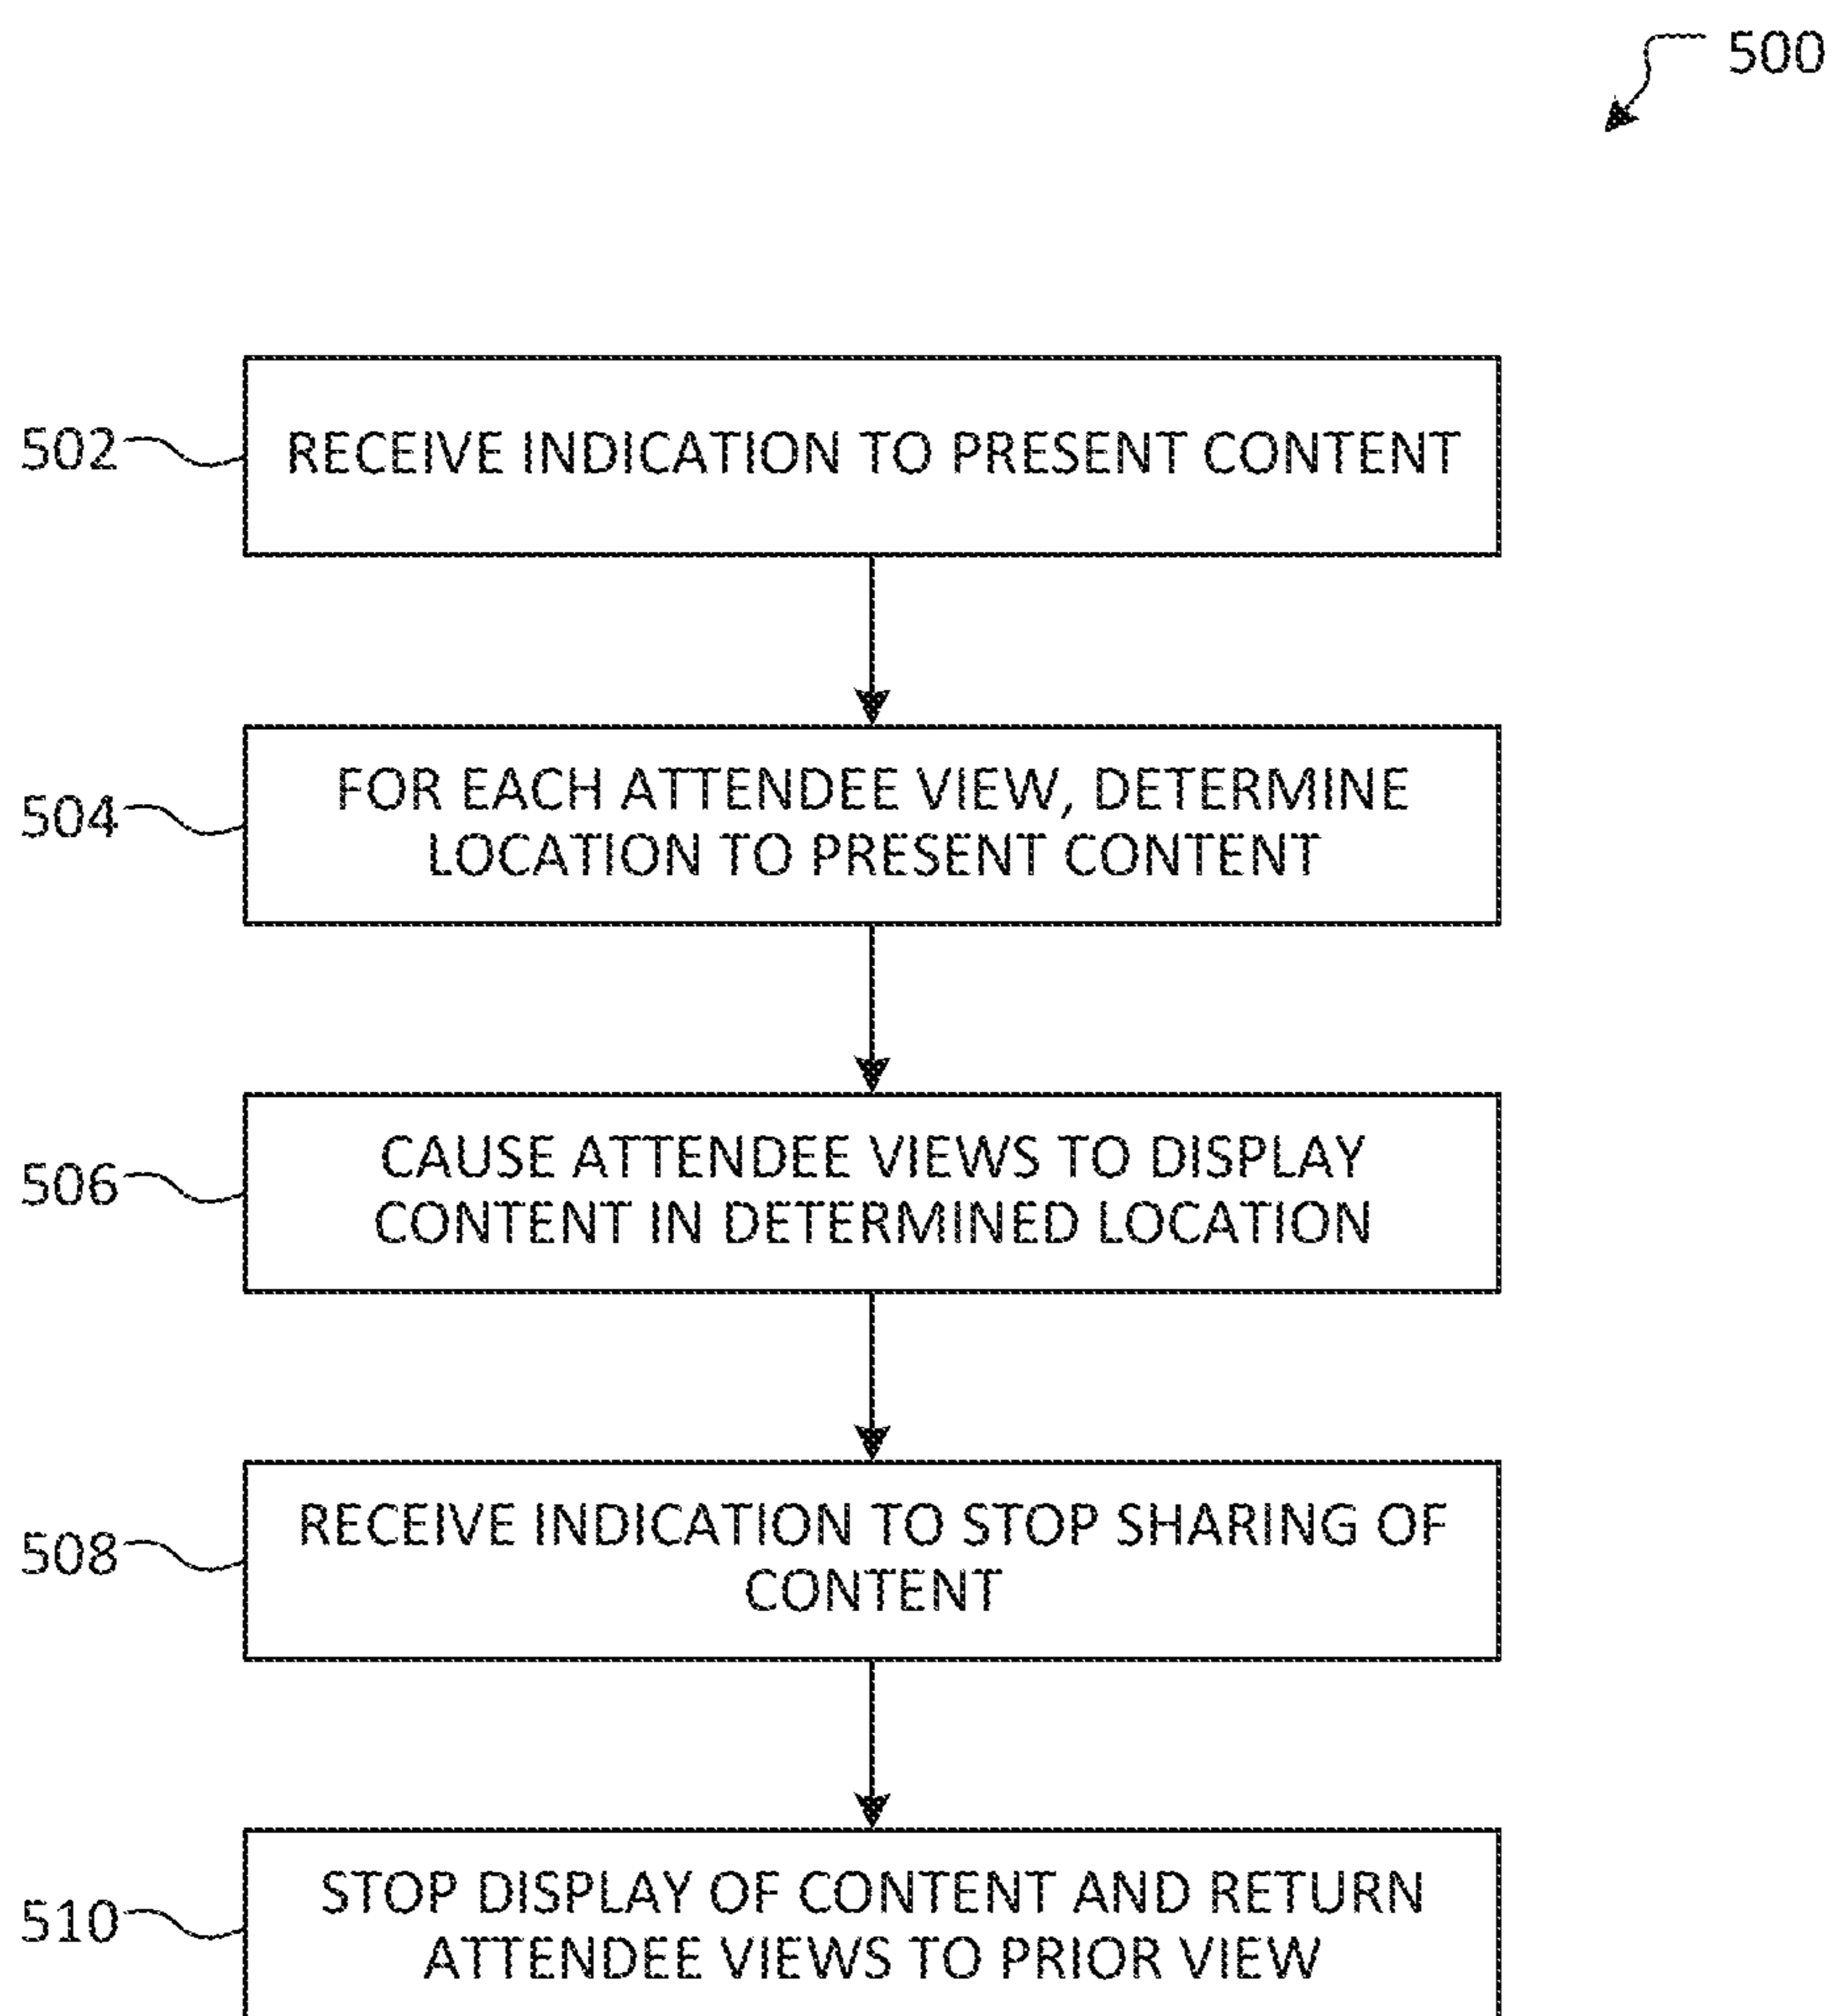 500
502
RECEIVE INDICATION TO PRESENT CONTENT
504
FOR EACH ATTENDEE VIEW, DETERMINE
LOCATION TO PRESENT CONTENT
506
CAUSE ATTENDEE VIEWS TO DISPLAY
CONTENT IN DETERMINED LOCATION
508
RECEIVE INDICATION TO STOP SHARING OF
CONTENT
510
STOP DISPLAY OF CONTENT AND RETURN
ATTENDEE VIEWS TO PRIOR VIEW